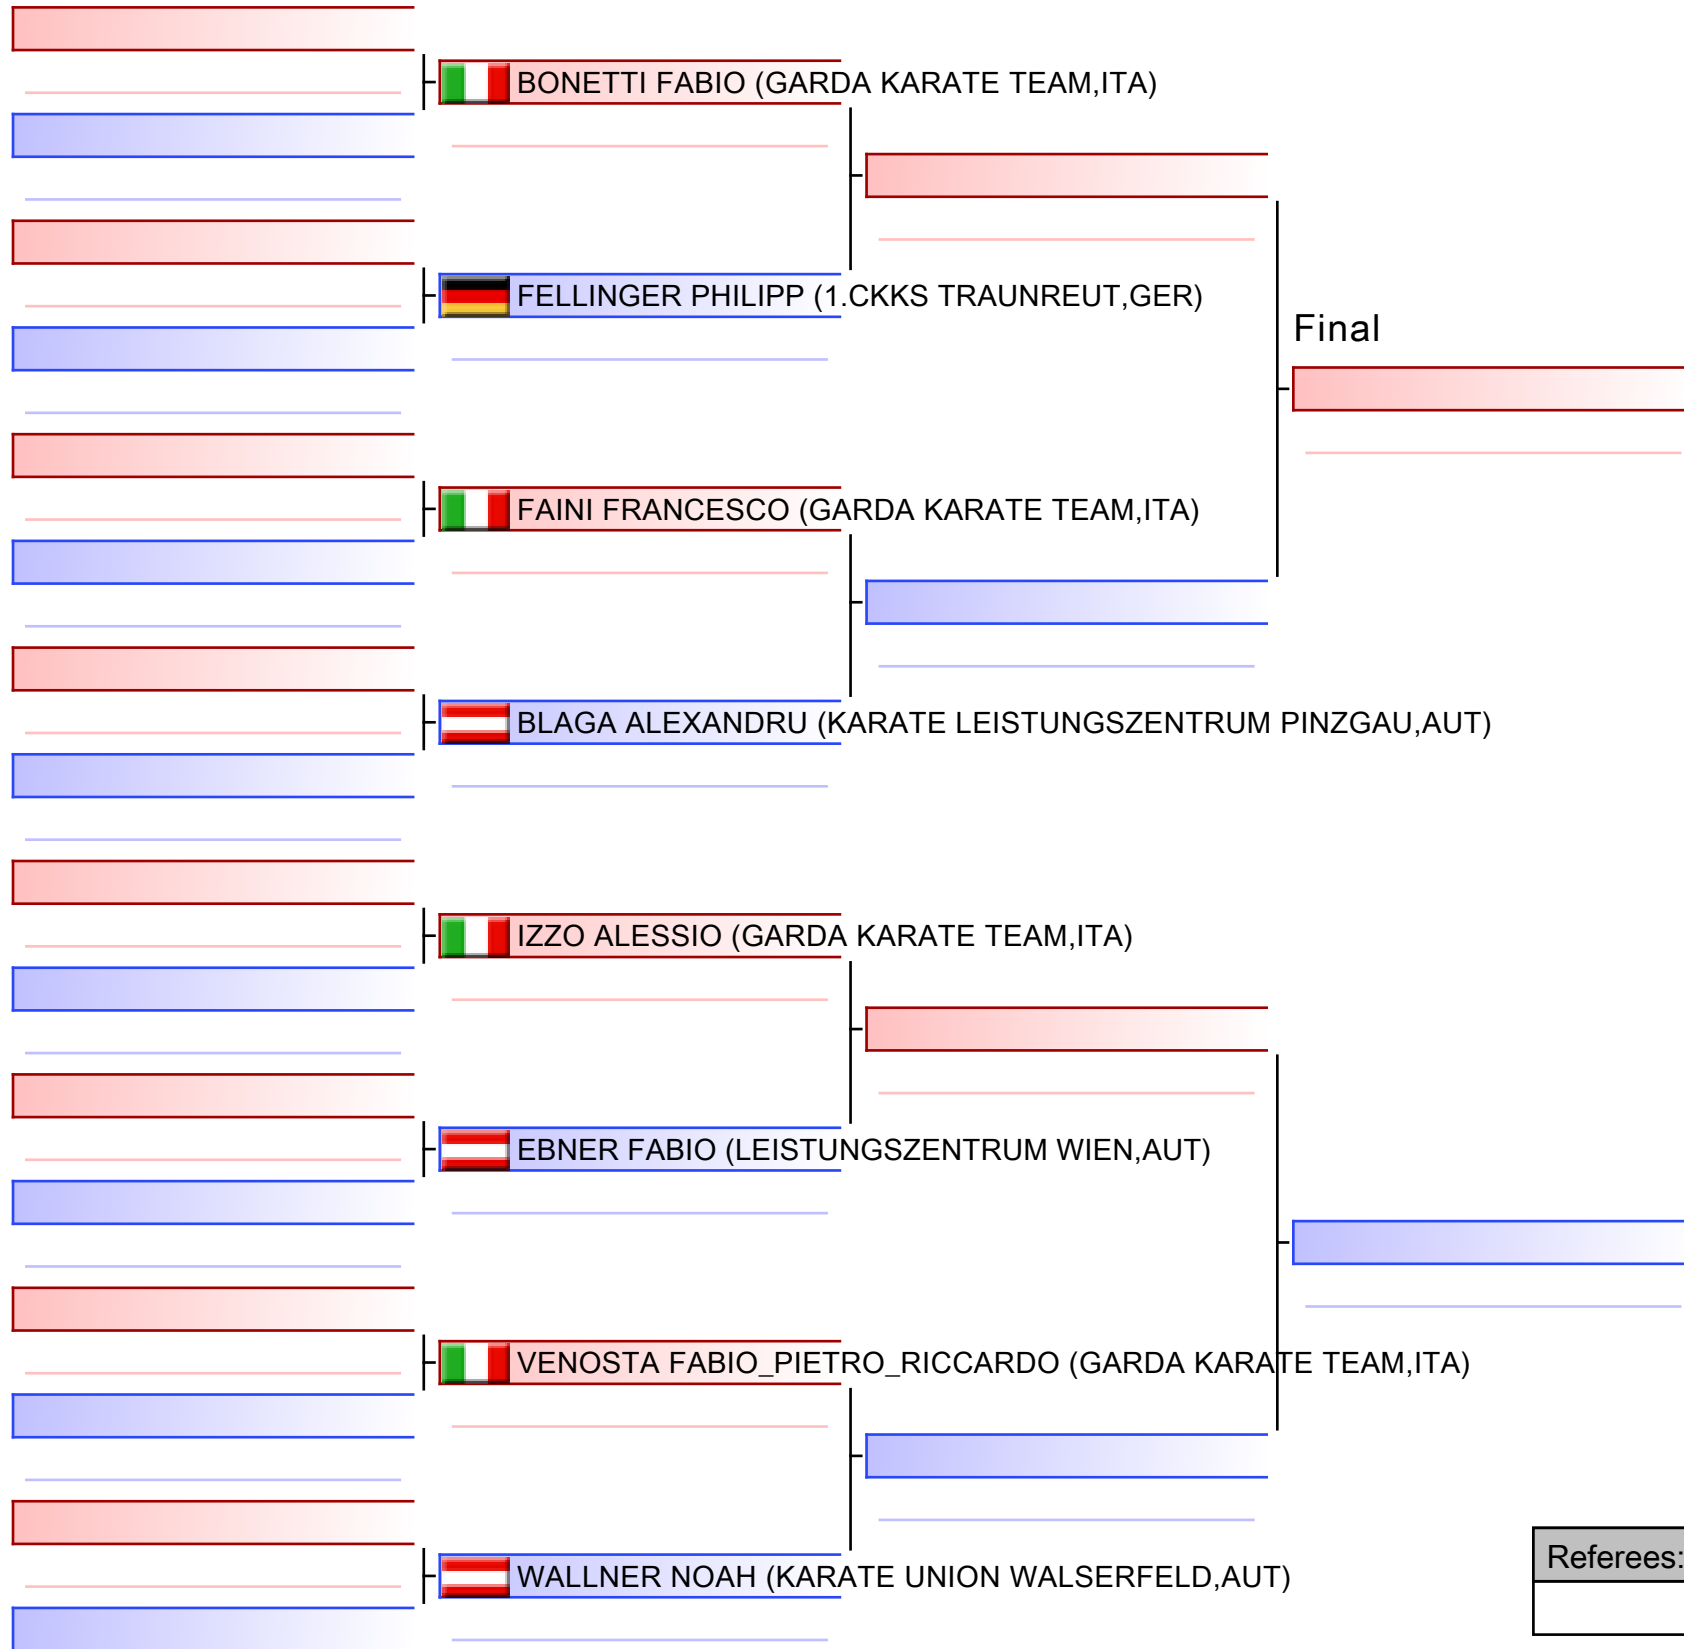 BONETTI FABIO (GARDA KARATE TEAM,ITA)
FELLINGER PHILIPP (1.CKKS TRAUNREUT,GER)
Final
FAINI FRANCESCO (GARDA KARATE TEAM,ITA)
BLAGA ALEXANDRU (KARATE LEISTUNGSZENTRUM PINZGAU,AUT)
IZZO ALESSIO (GARDA KARATE TEAM,ITA)
EBNER FABIO (LEISTUNGSZENTRUM WIEN,AUT)
VENOSTA FABIO_PIETRO_RICCARDO (GARDA KARATE TEAM,ITA)
WALLNER NOAH (KARATE UNION WALSERFELD,AUT)
Referees: